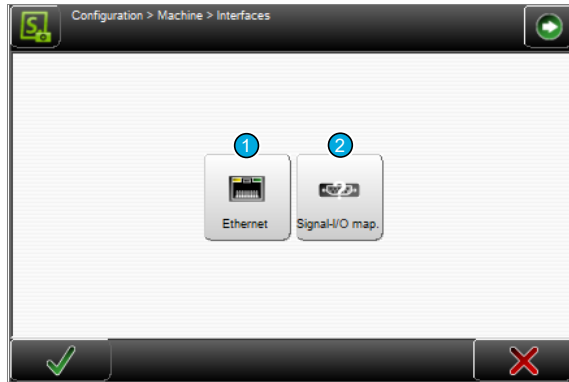 Configuration > Machine > Interfaces
1
2
Ethernet
Signal-I/O map.